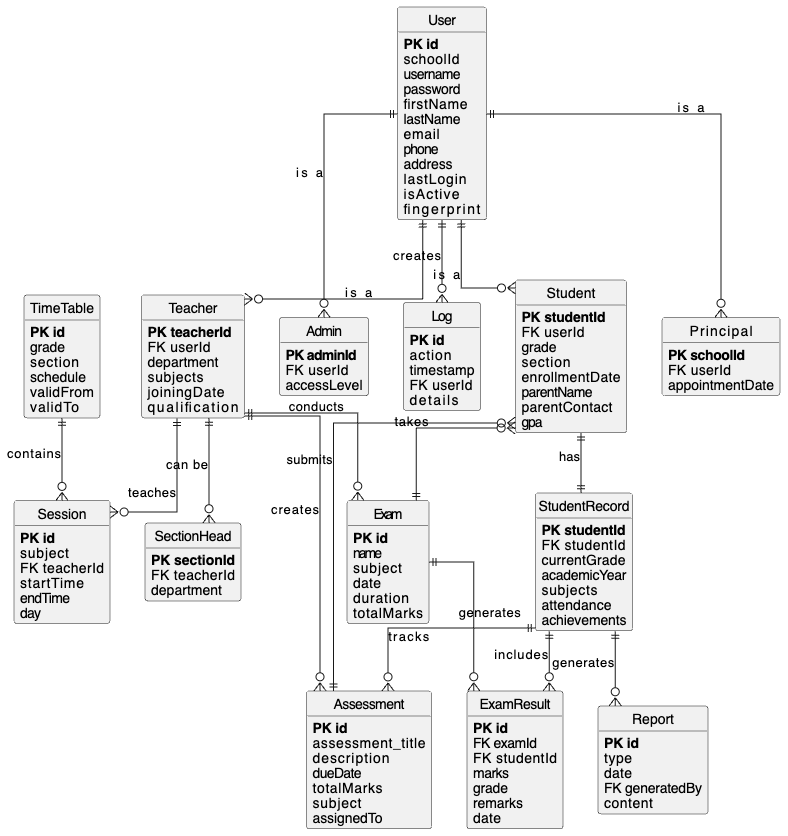 User
PK id
schoolId
username
password
firstName
lastName
email
phone
address
lastLogin
isActive
fingerprint
is a
is a
creates
is a
is a
TimeTable
PK id
grade
section
schedule
validFrom
validTo
Teacher
PK teacherId
FK userId
department
subjects
joiningDate
qualification
Admin
PK adminId
FK userId
accessLevel
Log
PK id
action
timestamp
FK userId
details
Student
PK studentId
FK userId
grade
section
enrollmentDate
parentName
parentContact
gpa
Principal
PK schoolId
FK userId
appointmentDate
conducts
takes
contains
can be
submits
has
teaches
creates
Session
PK id
subject
FK teacherId
startTime
endTime
day
SectionHead
PK sectionId
FK teacherId
department
Exam
PK id
name
subject
date
duration
totalMarks
StudentRecord
PK studentId
FK studentId
currentGrade
academicYear
subjects
attendance
achievements
generates
tracks
includes
generates
Assessment
PK id
assessment_title
description
dueDate
totalMarks
subject
assignedTo
ExamResult
PK id
FK examId
FK studentId
marks
grade
remarks
date
Report
PK id
type
date
FK generatedBy
content